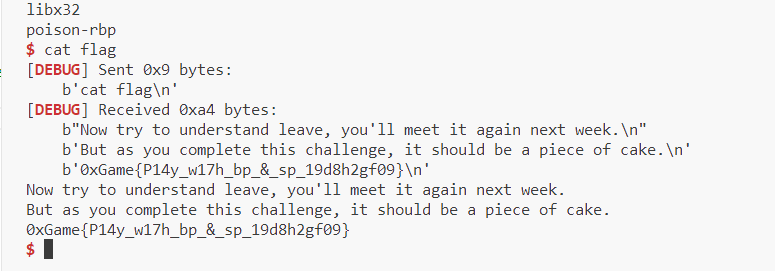 libx32
poison-rbp
$ cat flag
[DEBUG] Sent 0x9 bytes:
    b'cat flag\n'
[DEBUG] Received 0xa4 bytes:
    b"Now try to understand leave, you'll meet it again next week.\n"
    b'But as you complete this challenge, it should be a piece of cake.\n'
    b'0xGame{P14y_w17h_bp_&_sp_19d8h2gf09}\n'
Now try to understand leave, you'll meet it again next week.
But as you complete this challenge, it should be a piece of cake.
0xGame{P14y_w17h_bp_&_sp_19d8h2gf09}
$